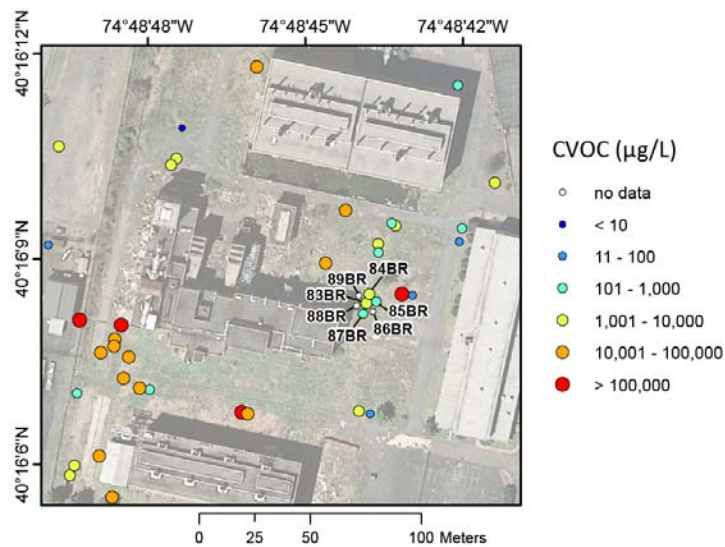 74°48'48"W 74°48'45"W 74°48'42"W
40°16'12"N
40°16'9"N
40°16'6"N
89BR 84BR
83BR
88BR 85BR
87BR 86BR
CVOC (µg/L)
no data
< 10
11 - 100
101 - 1,000
1,001 - 10,000
10,001 - 100,000
> 100,000
0 25 50 100 Meters